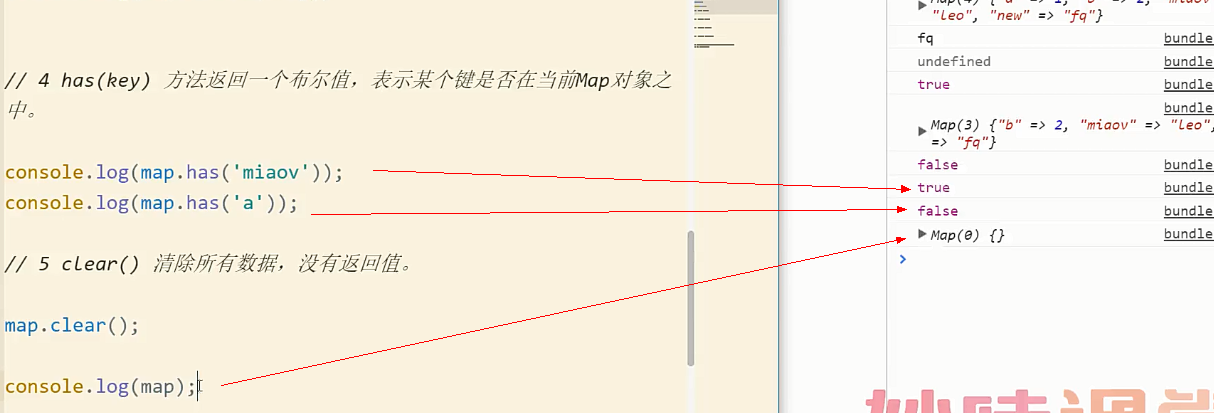 // 4 has(key) 方法返回一个布尔值，表示某个键是否在当前Map对象之
中。
console.log(map.has('miaov'));
console.log(map.has('a'));
// 5 clear() 清除所有数据，没有返回值。
map.clear();
console.log(map);
"leo", "new" => "fq"}
fq bundle
undefined bundle
true bundle
bundle
Map(3) {"b" => 2, "miaov" => "leo",
=> "fq"}
false bundle
true bundle
false bundle
Map(0) {} bundle
>